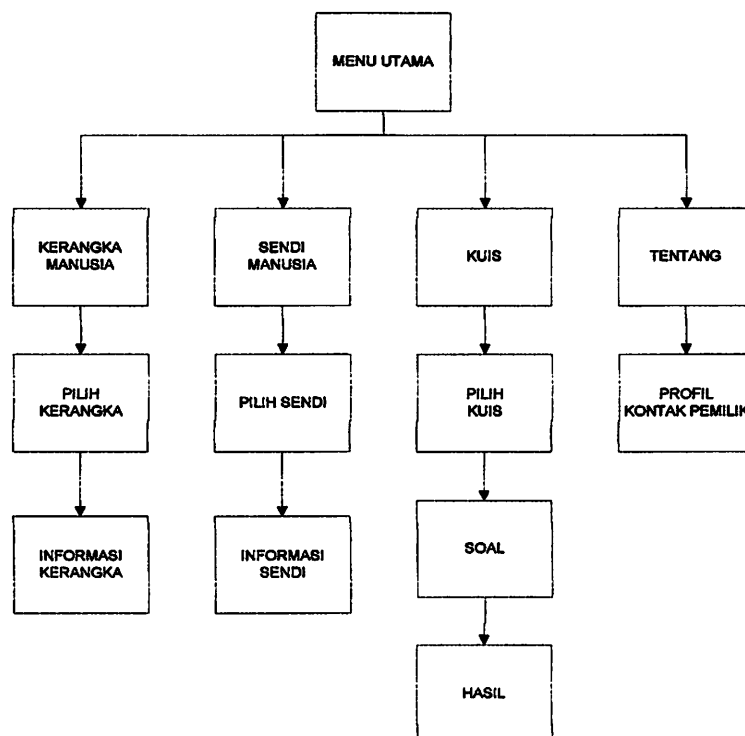 MENU UTAMA
KERANGKA
MANUSIA
SENDI
MANUSIA
KUIS
TENTANG
PILIH
KERANGKA
PILIH SENDI
PILIH
KUIS
PROFIL
KONTAK PEMILIK
INFORMASI
KERANGKA
INFORMASI
SENDI
SOAL
HASIL